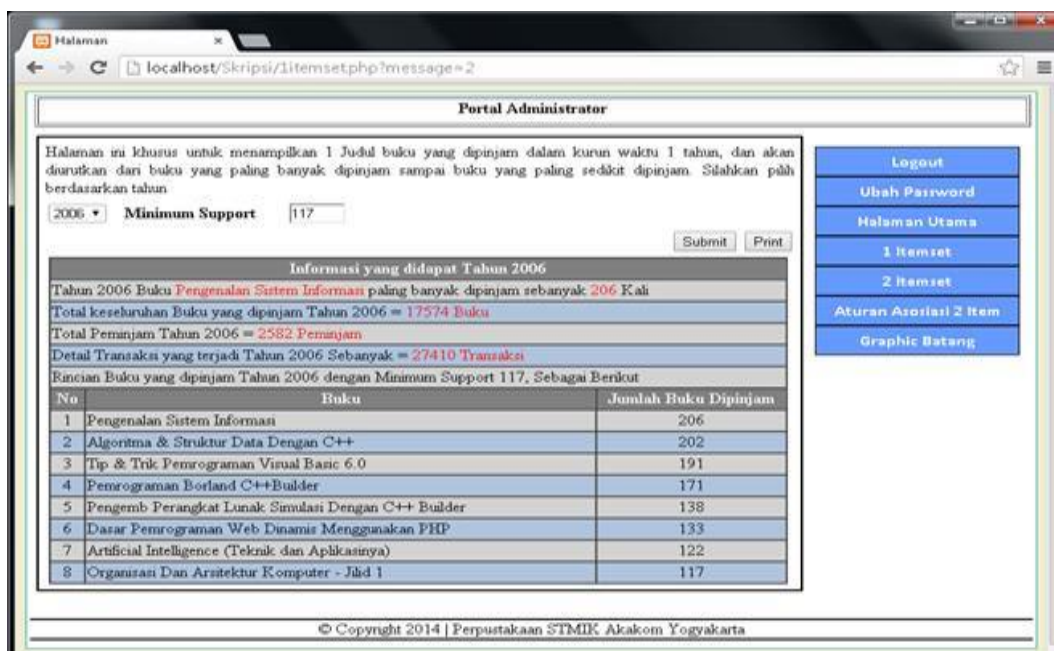 Halaman
localhost/Skripsi/1itemset.php?message=2
Portal Administrator
Halaman ini khusus untuk menampilkan 1 Judul buku yang dipinjam dalam kurun waktu 1 tahun, dan akan
diurutkan dari buku yang paling banyak dipinjam sampai buku yang paling sedikit dipinjam. Silahkan pilih
berdasarkan tahun
2006 Minimum Support 117
Submit Print
Informasi yang didapat Tahun 2006
Tahun 2006 Buku Pengenalan Sistem Informasi paling banyak dipinjam sebanyak 206 Kali
Total keseluruhan Buku yang dipinjam Tahun 2006 = 17574 Buku
Total Peminjam Tahun 2006 = 2582 Peminjam
Detail Transaksi yang terjadi Tahun 2006 Sebanyak = 27410 Transaksi
Rincian Buku yang dipinjam Tahun 2006 dengan Minimum Support 117, Sebagai Berikut
No Buku Jumlah Buku Dipinjam
1 Pengenalan Sistem Informasi 206
2 Algoritma & Struktur Data Dengan C++ 202
3 Tip & Trik Pemrograman Visual Basic 6.0 191
4 Pemrograman Borland C++Builder 171
5 Pengemb Perangkat Lunak Simulasi Dengan C++ Builder 138
6 Dasar Pemrograman Web Dinamis Menggunakan PHP 133
7 Artificial Intelligence (Teknik dan Aplikasinya) 122
8 Organisasi Dan Arsitektur Komputer - Jilid 1 117
Logout
Ubah Password
Halaman Utama
1 Itemset
2 Itemset
Aturan Asosiasi 2 Item
Graphic Batang
© Copyright 2014 | Perpustakaan STMIK Akakom Yogyakarta